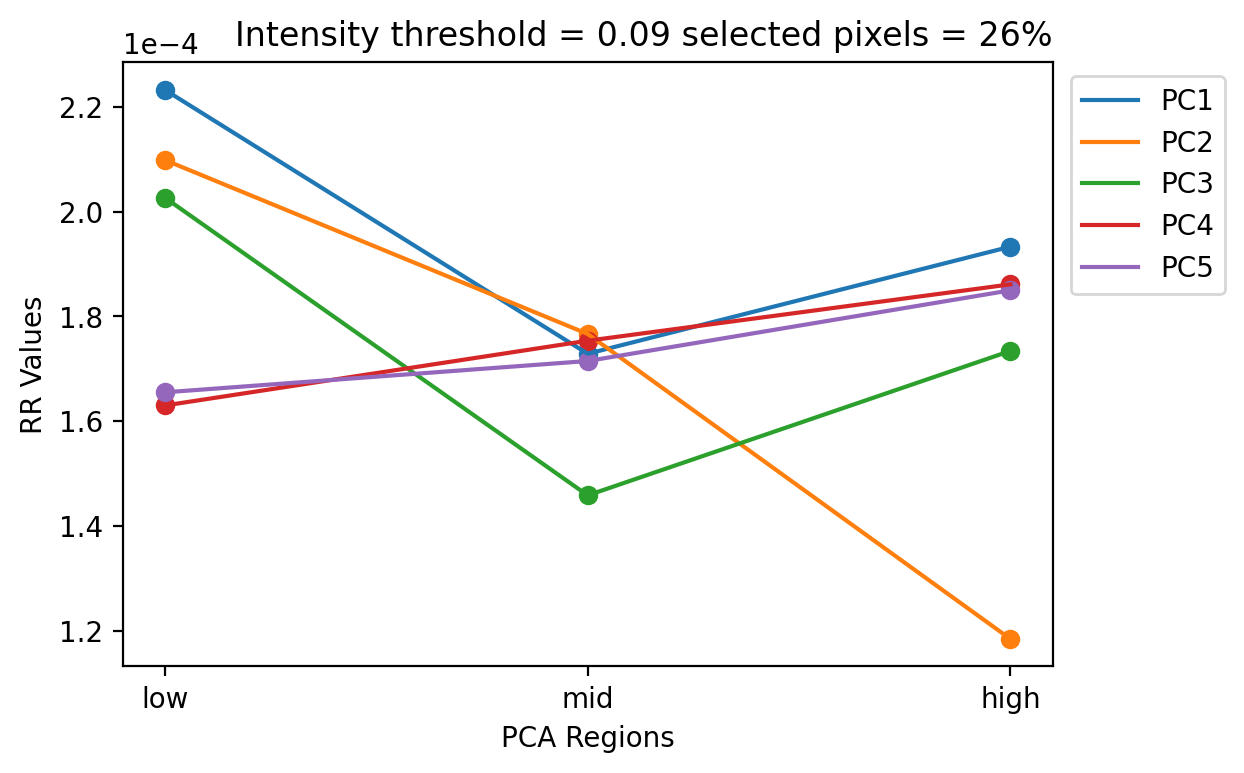 Intensity threshold = 0.09 selected pixels = 26%
1e−4
2.2
2.0
1.8
1.6
1.4
1.2
RR Values
low
mid
high
PCA Regions
PC1
PC2
PC3
PC4
PC5